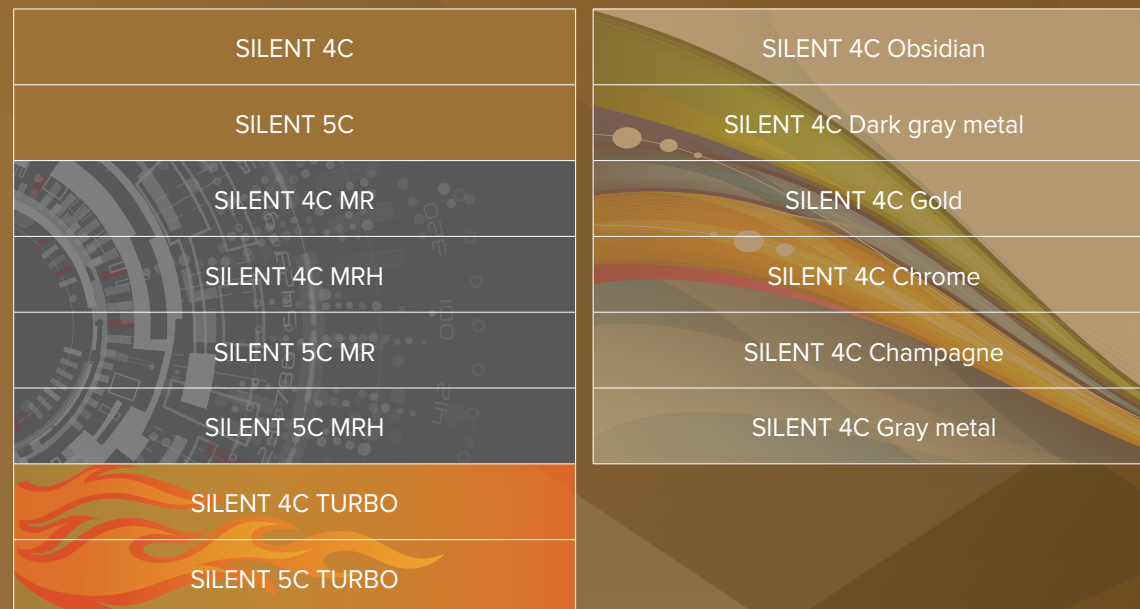 SILENT 4C
SILENT 5C
SILENT 4C MR
SILENT 4C MRH
SILENT 5C MR
SILENT 5C MRH
SILENT 4C TURBO
SILENT 5C TURBO
SILENT 4C Obsidian
SILENT 4C Dark gray metal
SILENT 4C Gold
SILENT 4C Chrome
SILENT 4C Champagne
SILENT 4C Gray metal